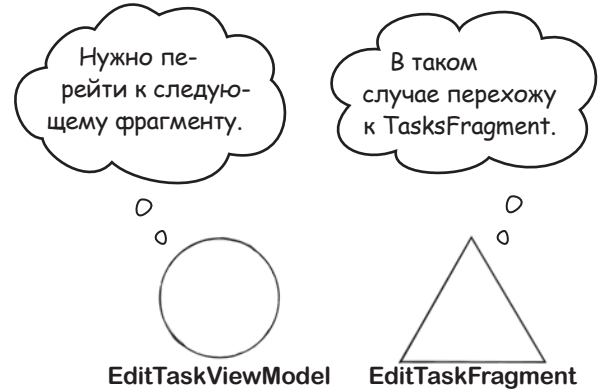 Нужно пе-
рейти к следую-
щему фрагменту.
В таком
случае перехожу
к TasksFragment.
EditTaskViewModel
EditTaskFragment